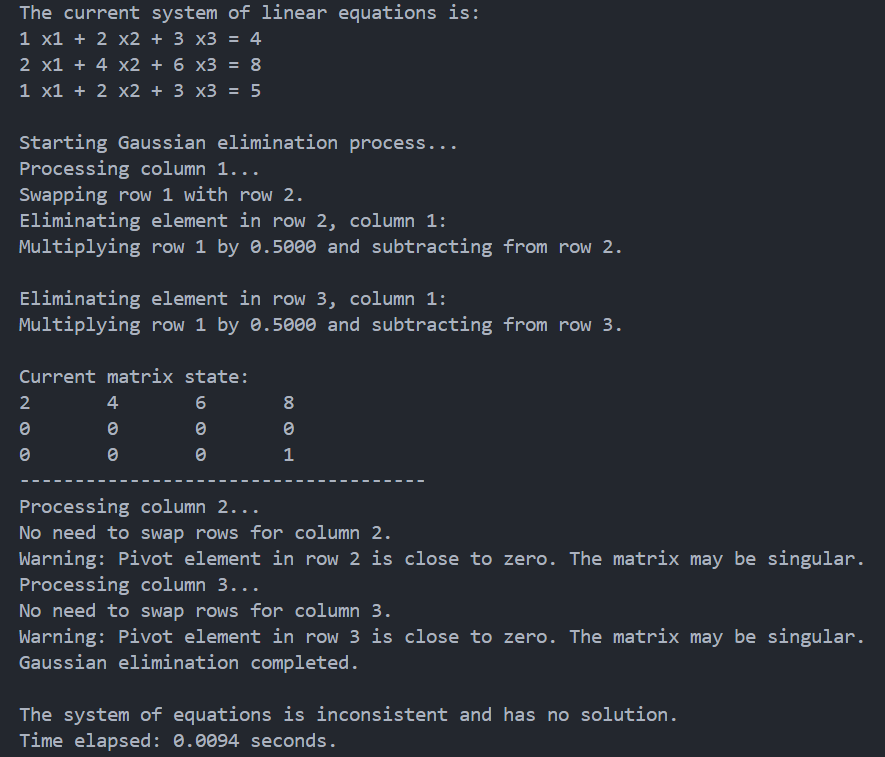 The current system of linear equations is:
1 x1 + 2 x2 + 3 x3 = 4
2 x1 + 4 x2 + 6 x3 = 8
1 x1 + 2 x2 + 3 x3 = 5
Starting Gaussian elimination process...
Processing column 1...
Swapping row 1 with row 2.
Eliminating element in row 2, column 1:
Multiplying row 1 by 0.5000 and subtracting from row 2.
Eliminating element in row 3, column 1:
Multiplying row 1 by 0.5000 and subtracting from row 3.
Current matrix state:
2 4 6 8
0 0 0 0
0 0 0 1
-------------------------------------
Processing column 2...
No need to swap rows for column 2.
Warning: Pivot element in row 2 is close to zero. The matrix may be singular.
Processing column 3...
No need to swap rows for column 3.
Warning: Pivot element in row 3 is close to zero. The matrix may be singular.
Gaussian elimination completed.
The system of equations is inconsistent and has no solution.
Time elapsed: 0.0094 seconds.